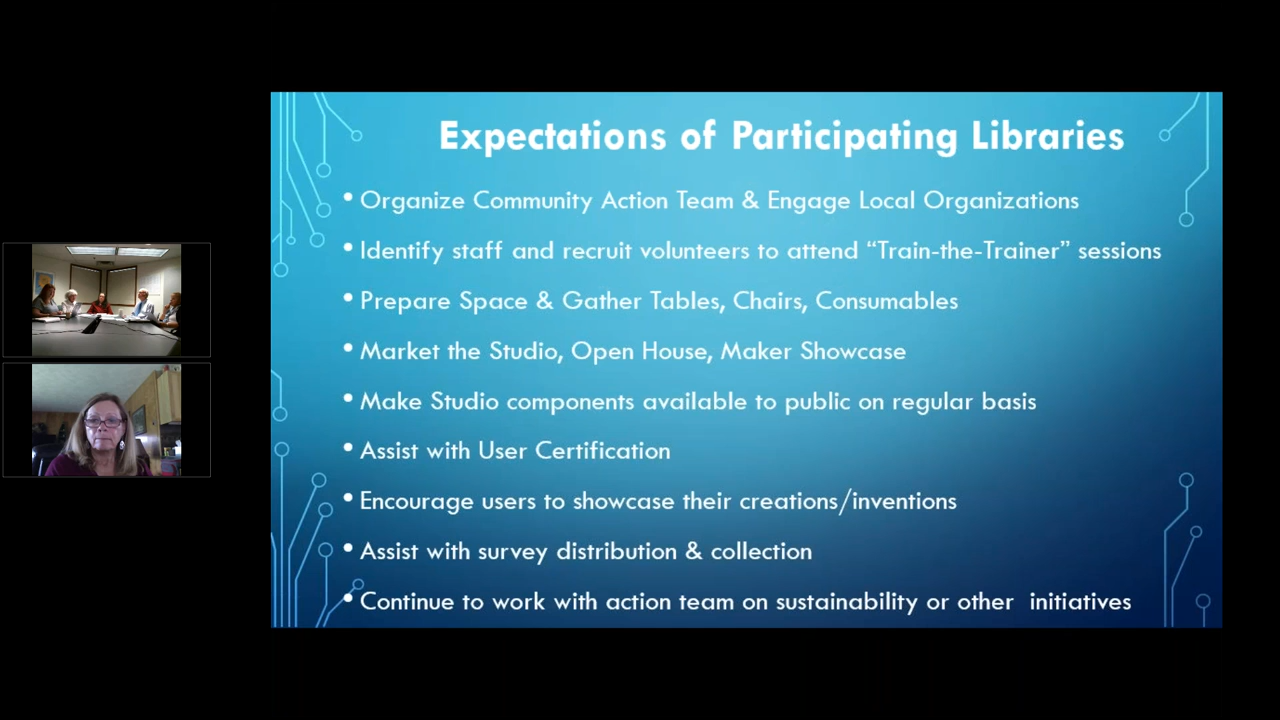 Expectations of Participating Libraries
• Organize Community Action Team & Engage Local Organizations
• Identify staff and recruit volunteers to attend “Train-the-Trainer” sessions
• Prepare Space & Gather Tables, Chairs, Consumables
• Market the Studio, Open House, Maker Showcase
• Make Studio components available to public on regular basis
• Assist with User Certification
• Encourage users to showcase their creations/inventions
• Assist with survey distribution & collection
• Continue to work with action team on sustainability or other  initiatives